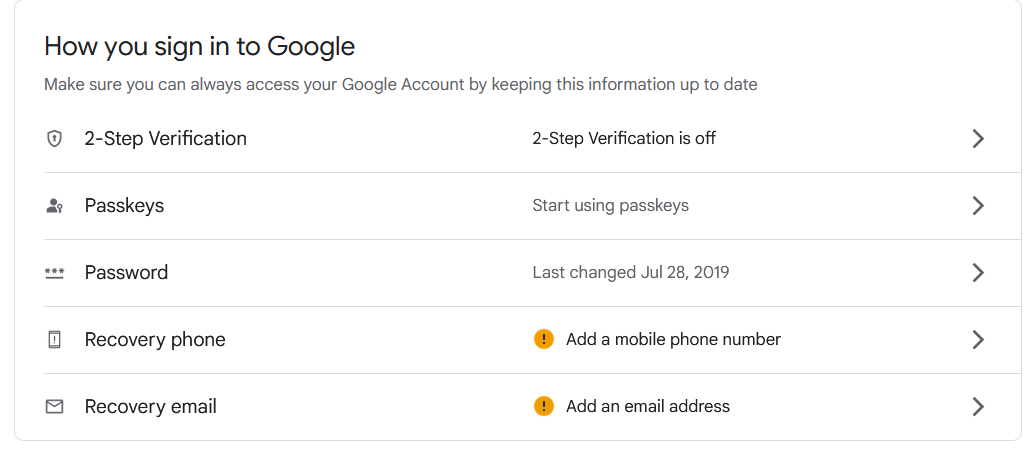 How you sign in to Google
Make sure you can always access your Google Account by keeping this information up to date
2-Step Verification 2-Step Verification is off
Passkeys Start using passkeys
Password Last changed Jul 28, 2019
Recovery phone Add a mobile phone number
Recovery email Add an email address